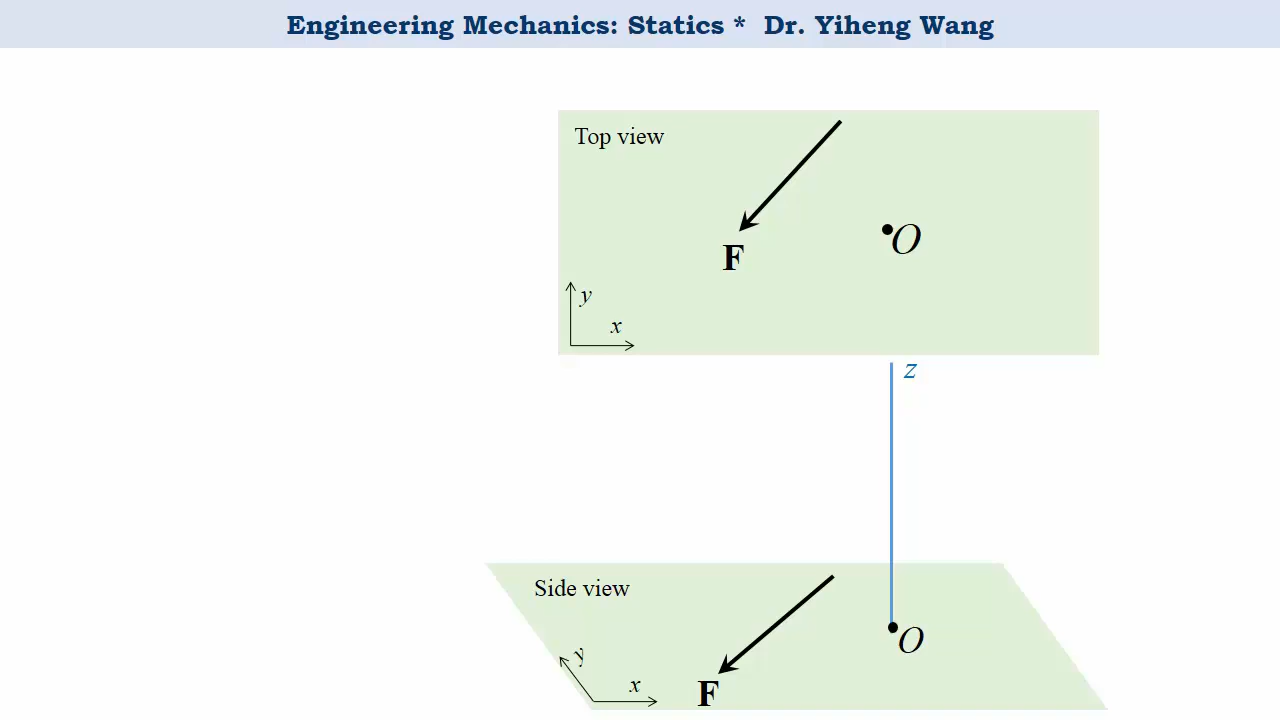 Engineering Mechanics: Statics * Dr. Yiheng Wang
Top view
F
O
y
x
z
Side view
O
y
x
F